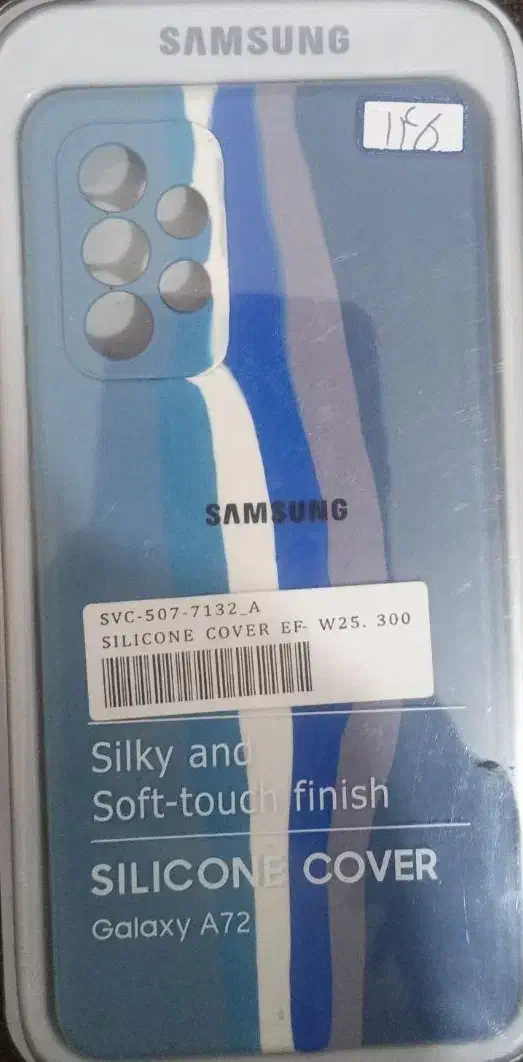 SAMSUNG
۱۴۵
SAMSUNG
SVC-507-7132_A
SILICONE COVER EF- W25. 300
Silky and
Soft-touch finish
SILICONE COVER
Galaxy A72